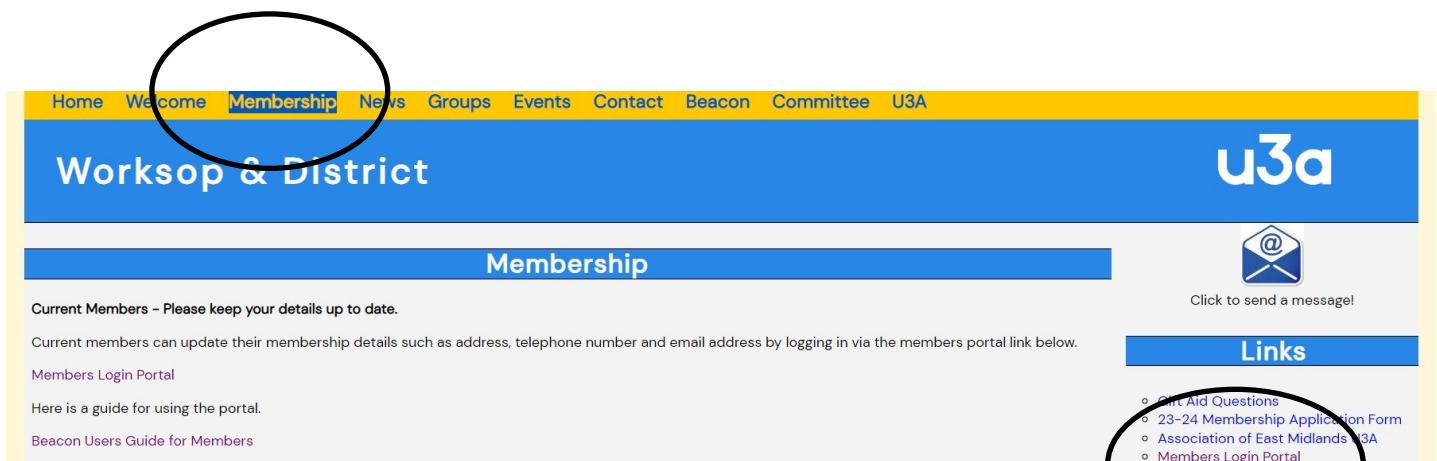 Home Welcome Membership News Groups Events Contact Beacon Committee U3A
Worksop & District
u3a
Membership
@
Click to send a message!
Current Members - Please keep your details up to date.
Current members can update their membership details such as address, telephone number and email address by logging in via the members portal link below.
Members Login Portal
Here is a guide for using the portal.
Beacon Users Guide for Members
Links
Gift Aid Questions
23-24 Membership Application Form
Association of East Midlands U3A
Members Login Portal